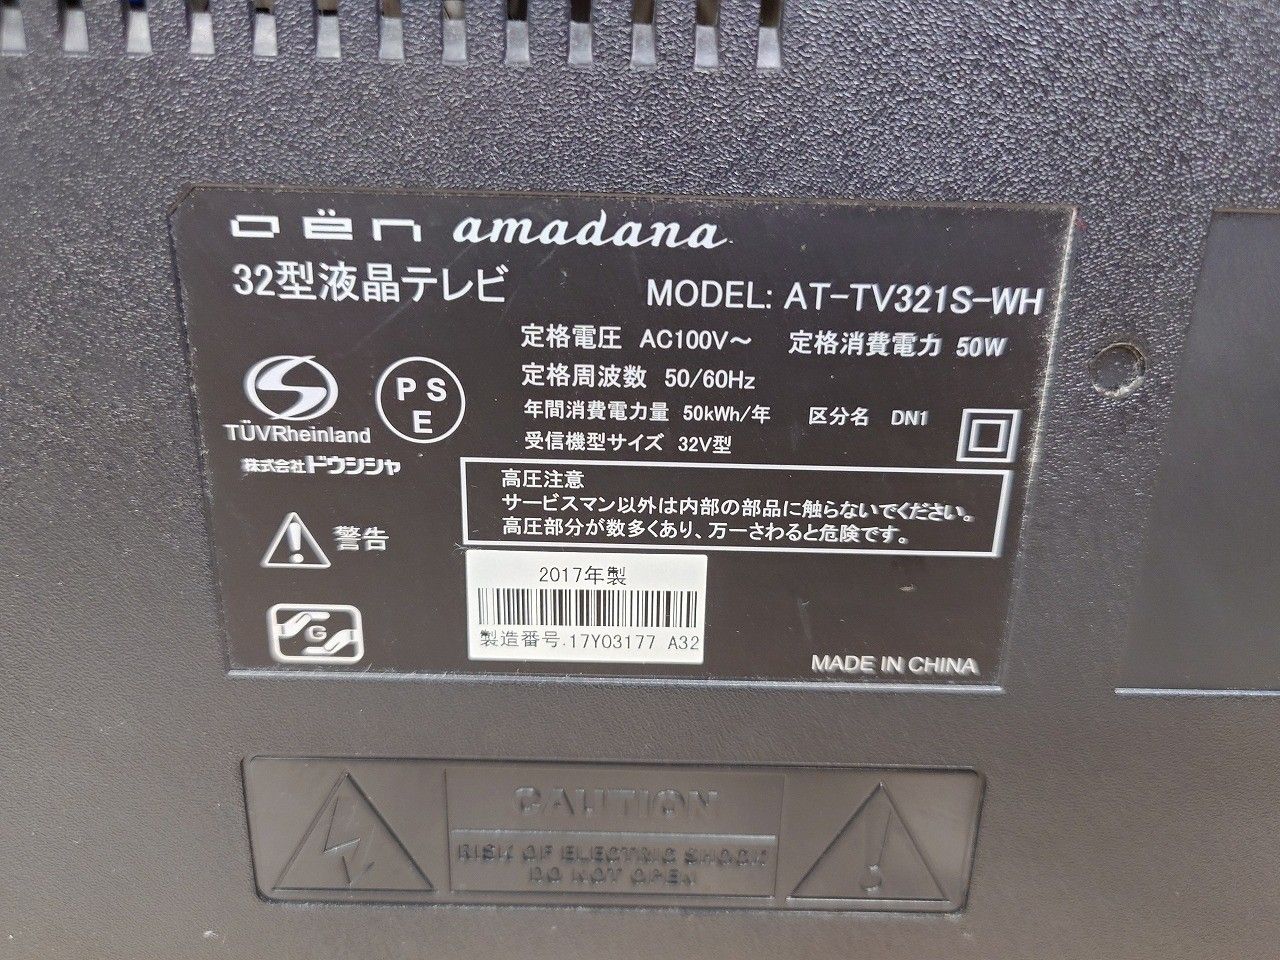 oën amadana
32型液晶テレビ
MODEL: AT-TV321S-WH
定格電圧 AC100V～ 定格消費電力 50W
定格周波数 50/60Hz
年間消費電力量 50kWh/年 区分名 DN1
受信機型サイズ 32V型
TÜVRheinland
PSE
株式会社ドウシシャ
警告
高圧注意
サービスマン以外は内部の部品に触らないでください。
高圧部分が数多くあり、万一さわると危険です。
G
2017年製
製造番号.17Y03177 A32
MADE IN CHINA
CAUTION
RISK OF ELECTRIC SHOCK
DO NOT OPEN